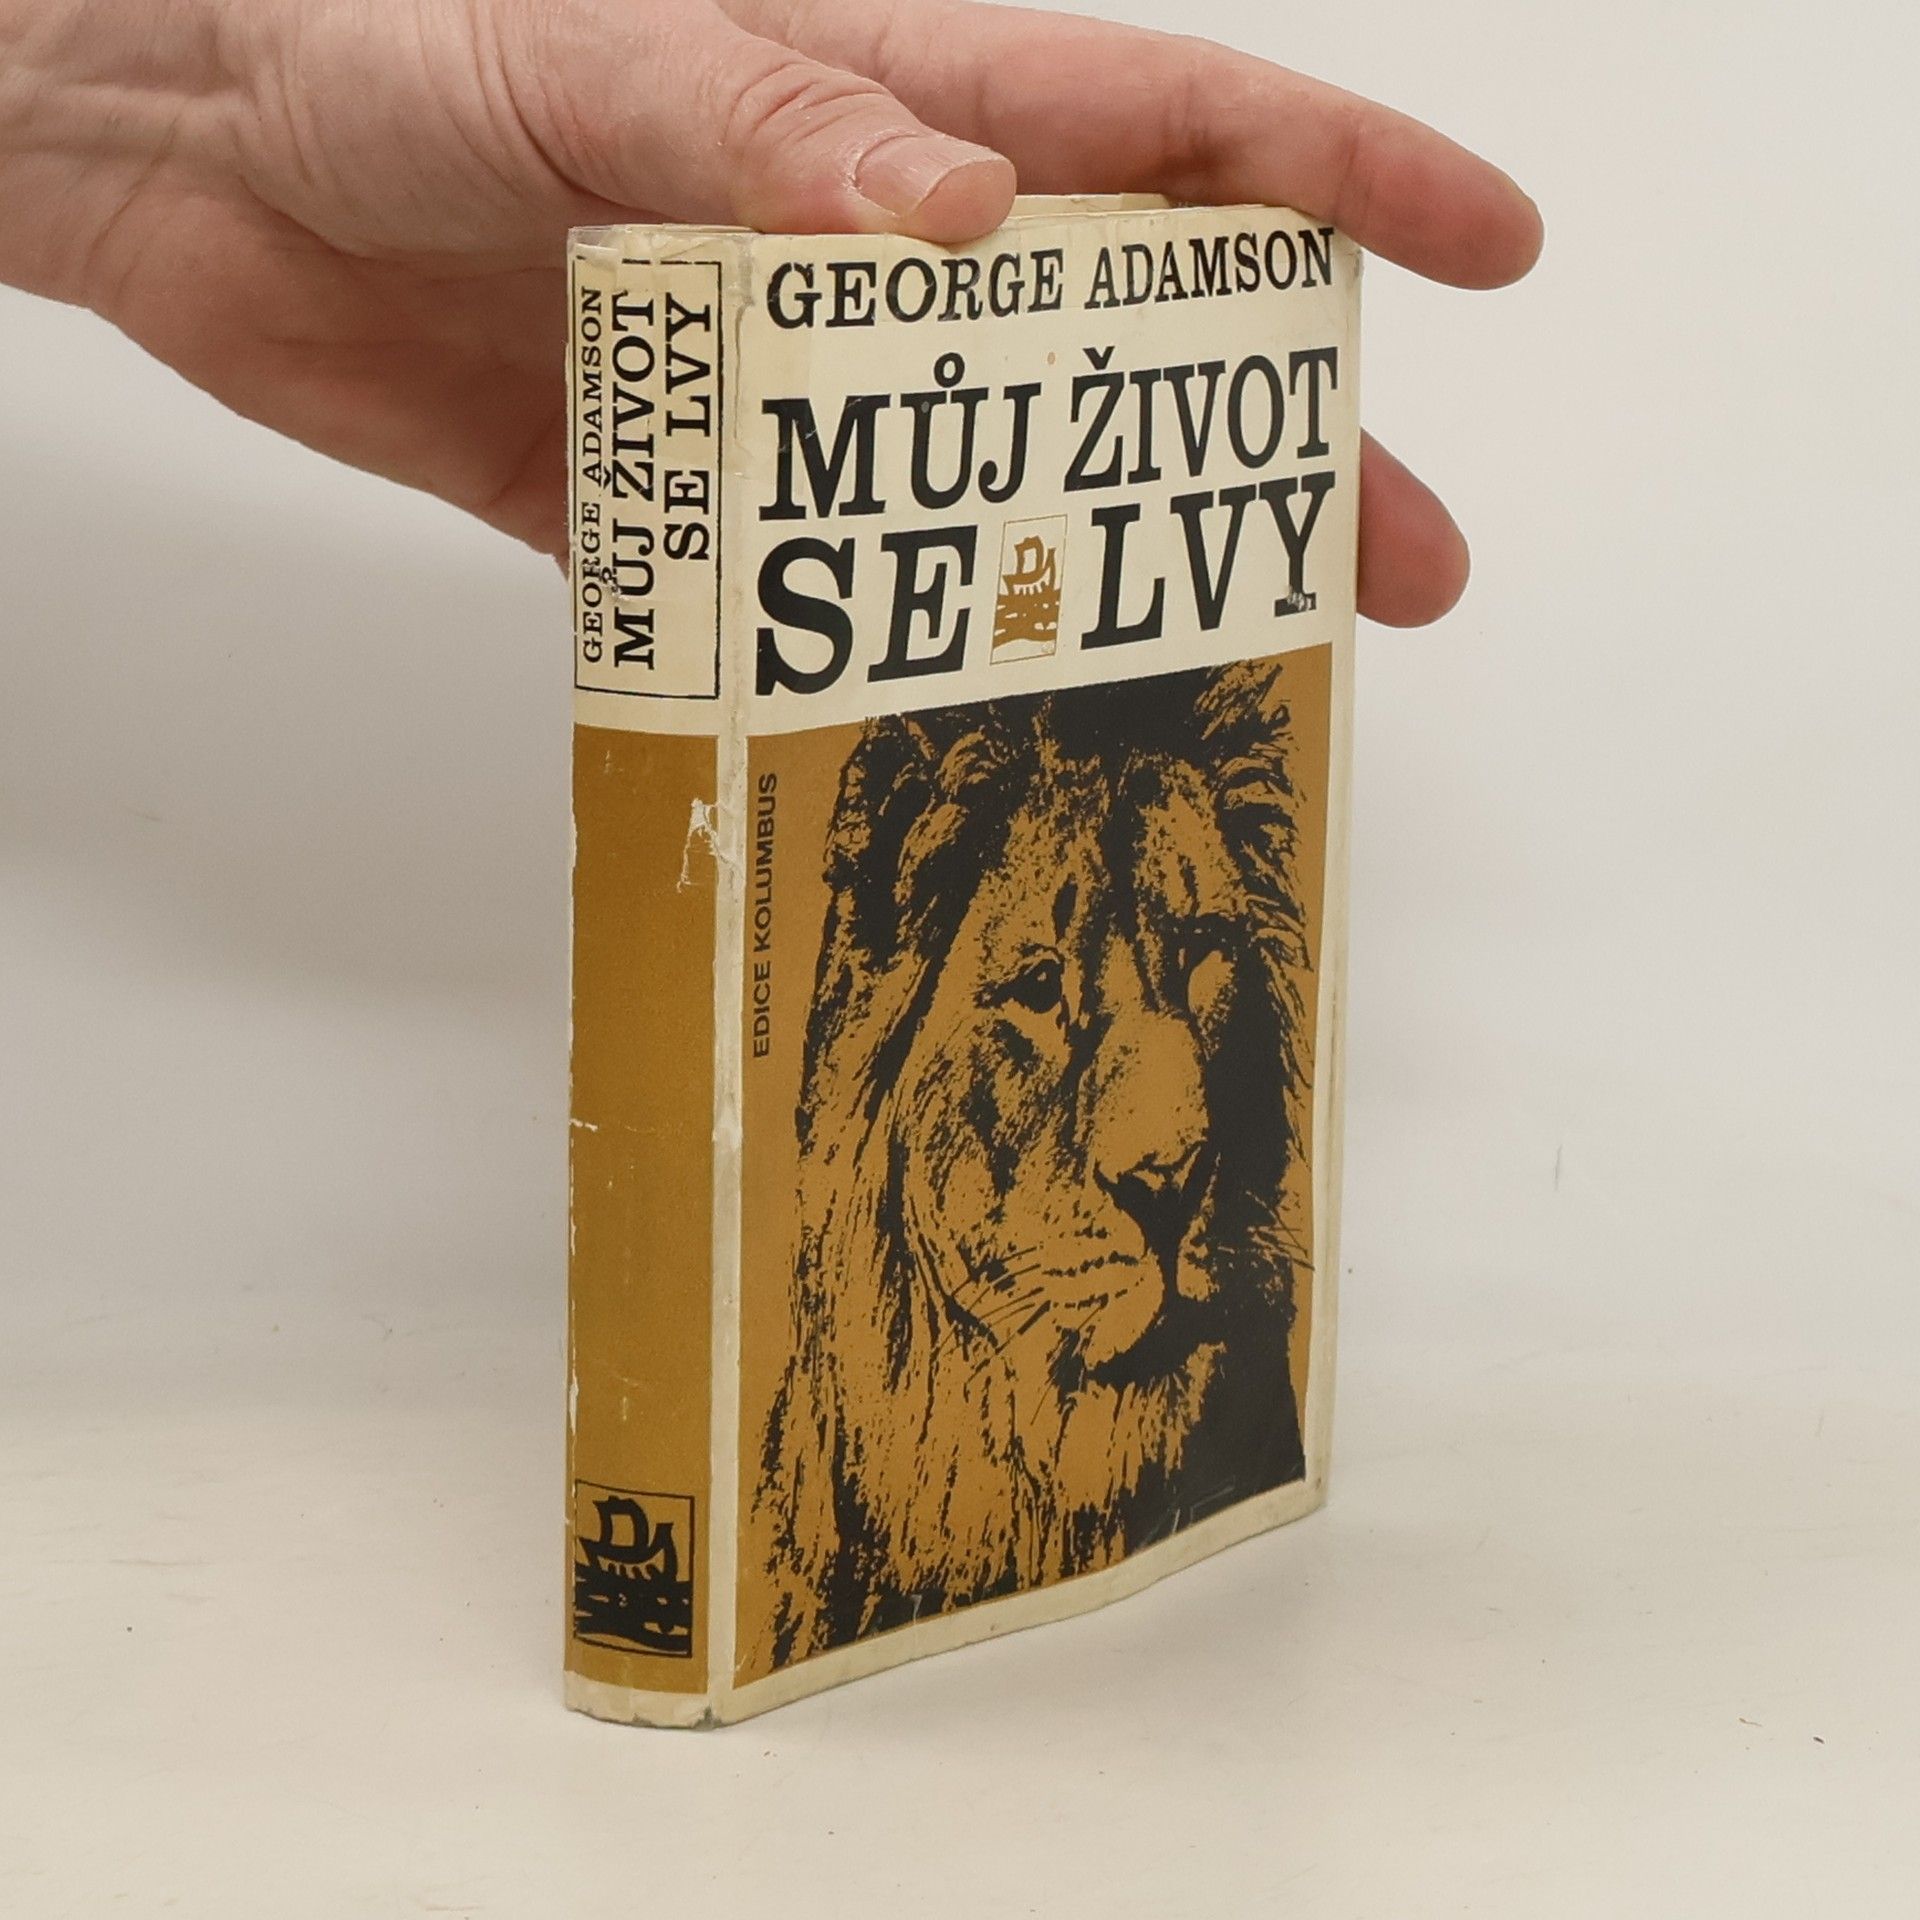 GEORGE ADAMSON
MŮJ ŽIVOT
SE LVY
GEORGE ADAMSON
MŮJ ŽIVOT
SE LVY
EDICE KOLUMBUS